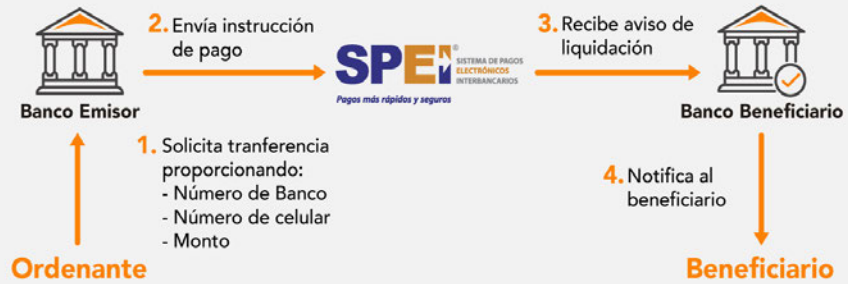 2. Envía instrucción
de pago
3. Recibe aviso de
liquidación
SPEI®
SISTEMA DE PAGOS
ELECTRÓNICOS
INTERBANCARIOS
Pagos más rápidos y seguros
Banco Emisor
Banco Beneficiario
1. Solicita tranferencia
proporcionando:
- Número de Banco
- Número de celular
- Monto
4. Notifica al
beneficiario
Ordenante
Beneficiario